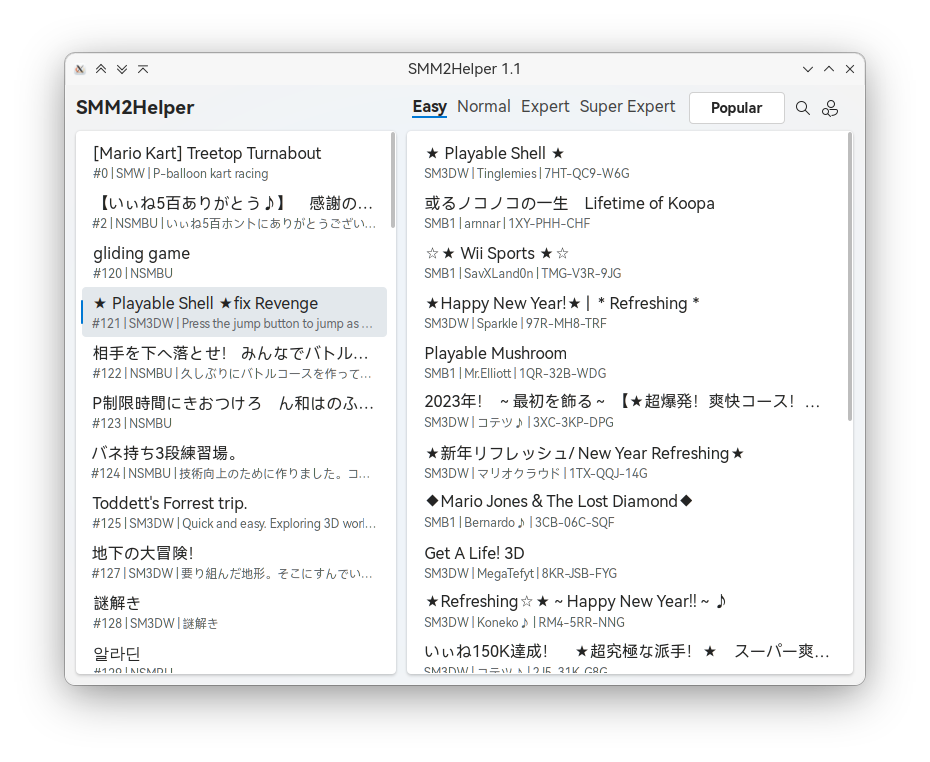 SMM2Helper 1.1
SMM2Helper
Easy Normal Expert Super Expert Popular
[Mario Kart] Treetop Turnabout
#0 | SMW | P-balloon kart racing
【いぃね5百ありがとう♪】　感謝の…
#2 | NSMBU | いぃね5百ホントにありがとうござい…
gliding game
#120 | NSMBU
★ Playable Shell ★fix Revenge
#121 | SM3DW | Press the jump button to jump as …
相手を下へ落とせ！ みんなでバトル…
#122 | NSMBU | 久しぶりにバトルコースを作って…
P制限時間にきおつけろ　ん和はのふ…
#123 | NSMBU
バネ持ち3段練習場。
#124 | NSMBU | 技術向上のために作りました。コ…
Toddett's Forrest trip.
#125 | SM3DW | Quick and easy. Exploring 3D worl…
地下の大冒険！
#127 | SM3DW | 要り組んだ地形。そこにすんでい…
謎解き
#128 | SM3DW | 謎解き
알라딘
#129 | NSMBU
★ Playable Shell ★
SM3DW | Tinglemies | 7HT-QC9-W6G
或るノコノコの一生　Lifetime of Koopa
SMB1 | arnnar | 1XY-PHH-CHF
☆★ Wii Sports ★☆
SMB1 | SavXLand0n | TMG-V3R-9JG
★Happy New Year!★ | * Refreshing *
SM3DW | Sparkle | 97R-MH8-TRF
Playable Mushroom
SMB1 | Mr.Elliott | 1QR-32B-WDG
2023年！ ~最初を飾る~ 【★超爆発！爽快コース！…
SM3DW | コテツ♪ | 3XC-3KP-DPG
★新年リフレッシュ/ New Year Refreshing★
SM3DW | マリオクラウド | 1TX-QQJ-14G
◆Mario Jones & The Lost Diamond◆
SMB1 | Bernardo♪ | 3CB-06C-SQF
Get A Life! 3D
SM3DW | MegaTefyt | 8KR-JSB-FYG
★Refreshing☆★ ~ Happy New Year!! ~ ♪
SM3DW | Koneko♪ | RM4-5RR-NNG
いぃね150K達成！　★超究極な派手！★　スーパー爽…
SM3DW | コテツ♪ | 2J5-31K-G8G